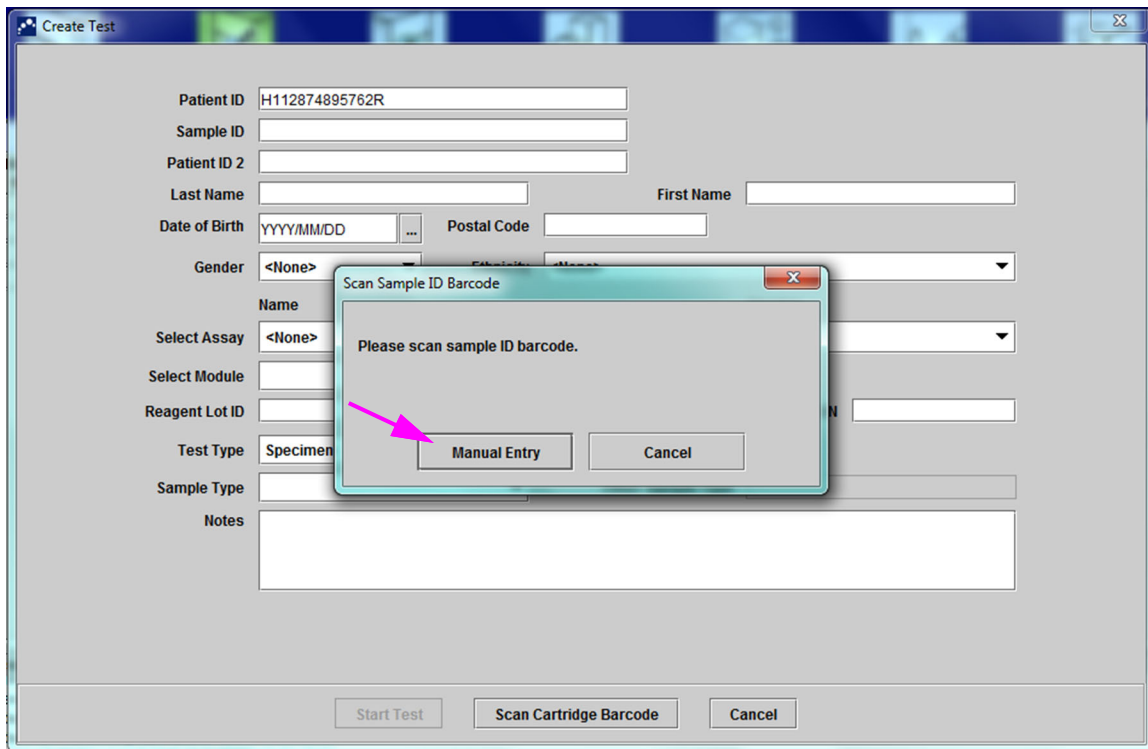 Create Test
Patient ID H112874895762R
Sample ID
Patient ID 2
Last Name First Name
Date of Birth YYYY/MM/DD ... Postal Code
Gender <None> Ethnicity <None>
Scan Sample ID Barcode
Name
Select Assay <None>
Please scan sample ID barcode.
Select Module
Reagent Lot ID
Test Type Specimen
Manual Entry Cancel
Sample Type
Notes
Start Test Scan Cartridge Barcode Cancel